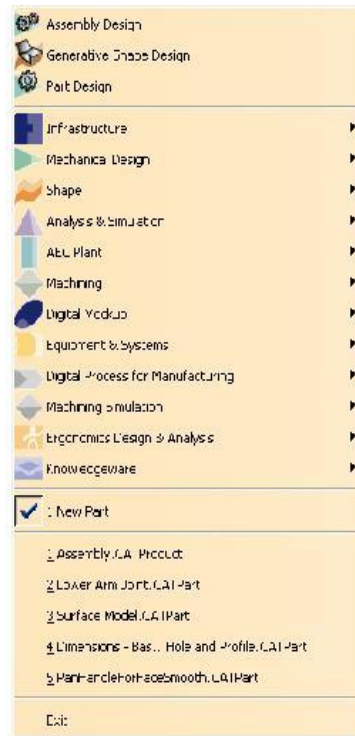 Assembly Design
Generative Shape Design
Part Design
Infrastructure
Mechanical Design
Shape
Analysis & Simulation
AEC Plant
Machining
Digital Mockup
Equipment & Systems
Digital Process for Manufacturing
Machining Simulation
Ergonomics Design & Analysis
Knowledgeware
1 New Part
1 Assembly.CATProduct
2 Lower Arm Joint.CATPart
3 Surface Model.CATPart
4 Dimensions - Bas... Hole and Profile.CATPart
5 PanHandleForFaceSmooth.CATPart
Exit